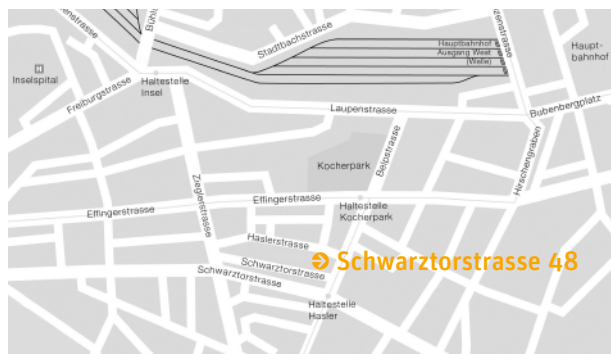 Stadtbachstrasse
Hauptbahnhof
Ausgang West
(Welle)
Haupt-
bahnhof
Inselspital
Haltestelle
Insel
Freiburgstrasse
Laupenstrasse
Bubenbergplatz
Hirschengraben
Belpstrasse
Kocherpark
Zieglerstrasse
Effingerstrasse
Effingerstrasse
Haltestelle
Kocherpark
Haslerstrasse
Schwarztorstrasse
Schwarztorstrasse
Schwarztorstrasse 48
Haltestelle
Hasler